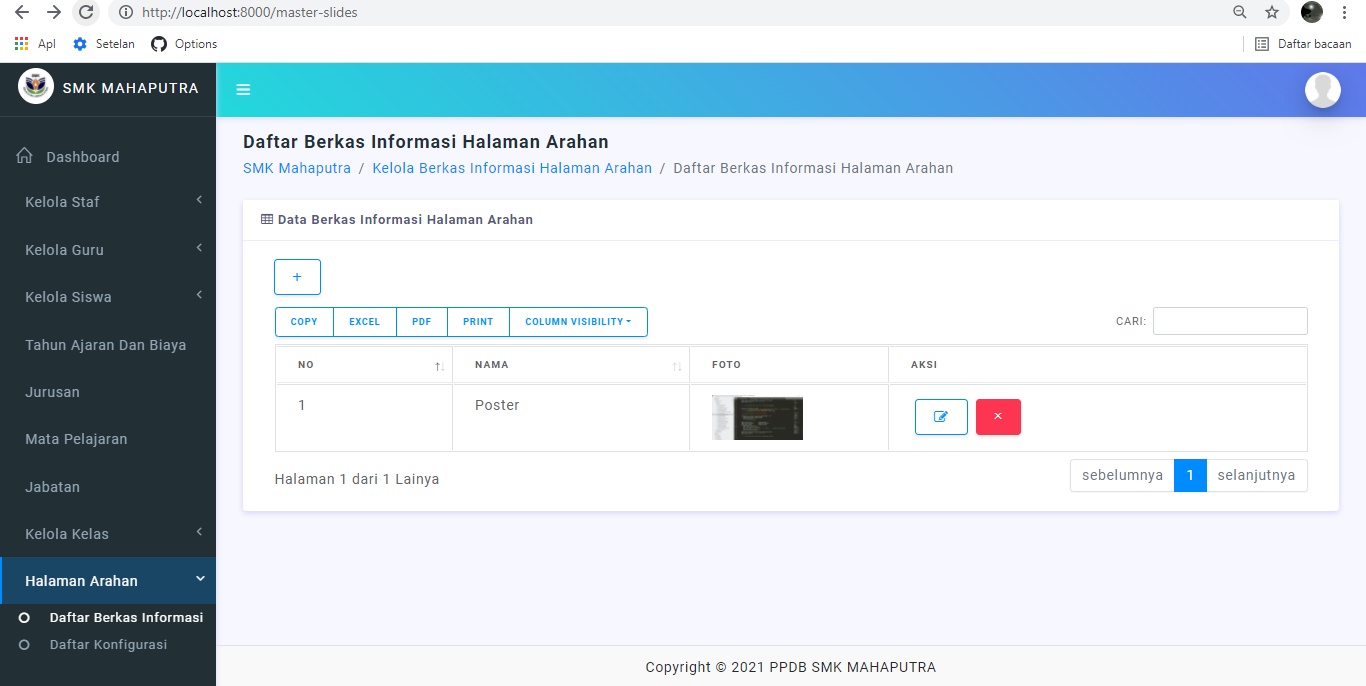 http://localhost:8000/master-slides
Apl Setelan Options Daftar bacaan
SMK MAHAPUTRA
Dashboard
Kelola Staf
Kelola Guru
Kelola Siswa
Tahun Ajaran Dan Biaya
Jurusan
Mata Pelajaran
Jabatan
Kelola Kelas
Halaman Arahan
Daftar Berkas Informasi
Daftar Konfigurasi
Daftar Berkas Informasi Halaman Arahan
SMK Mahaputra / Kelola Berkas Informasi Halaman Arahan / Daftar Berkas Informasi Halaman Arahan
Data Berkas Informasi Halaman Arahan
+
COPY EXCEL PDF PRINT COLUMN VISIBILITY
CARI:
NO NAMA FOTO AKSI
1 Poster
Halaman 1 dari 1 Lainya
sebelumnya 1 selanjutnya
Copyright © 2021 PPDB SMK MAHAPUTRA